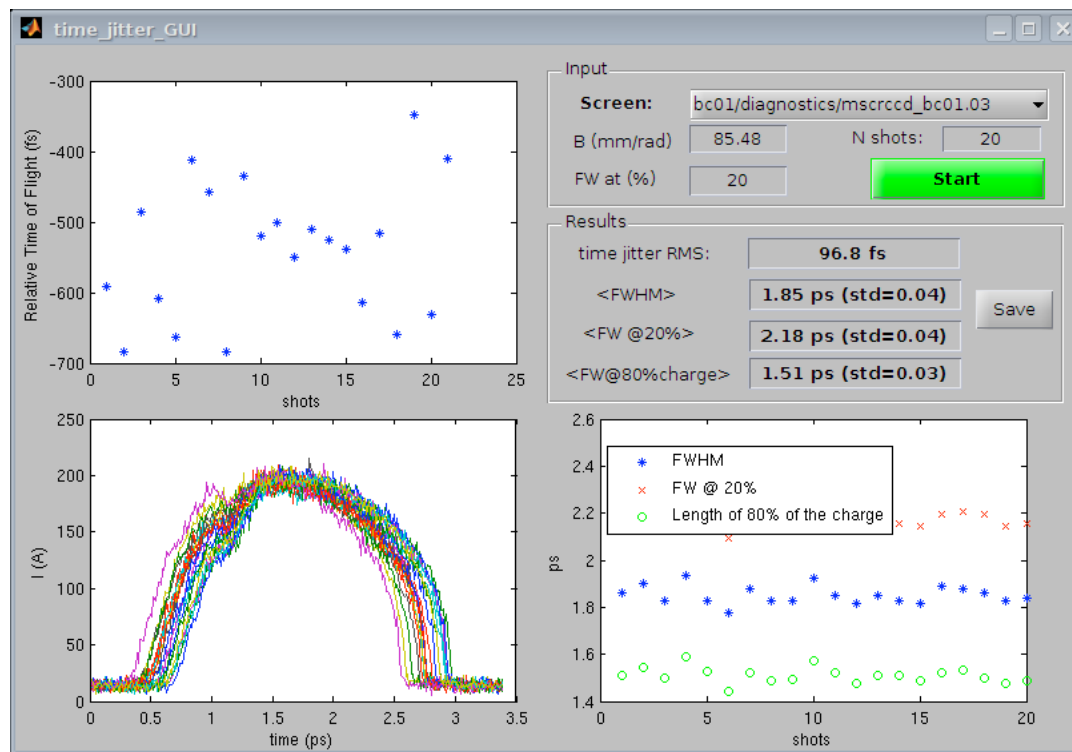 time_jitter_GUI
-300
-400
-500
-600
-700
0 5 10 15 20 25
shots
Relative Time of Flight (fs)
Input
Screen: bc01/diagnostics/mscrccd_bc01.03
B (mm/rad) 85.48 N shots: 20
FW at (%) 20 Start
Results
time jitter RMS: 96.8 fs
<FWHM> 1.85 ps (std=0.04)
<FW @20%> 2.18 ps (std=0.04)
<FW@80%charge> 1.51 ps (std=0.03)
Save
250
200
150
100
50
0
0 0.5 1 1.5 2 2.5 3 3.5
time (ps)
I (A)
2.6
2.4
2.2
2
1.8
1.6
1.4
FWHM
FW @ 20%
Length of 80% of the charge
0 5 10 15 20
shots
ps